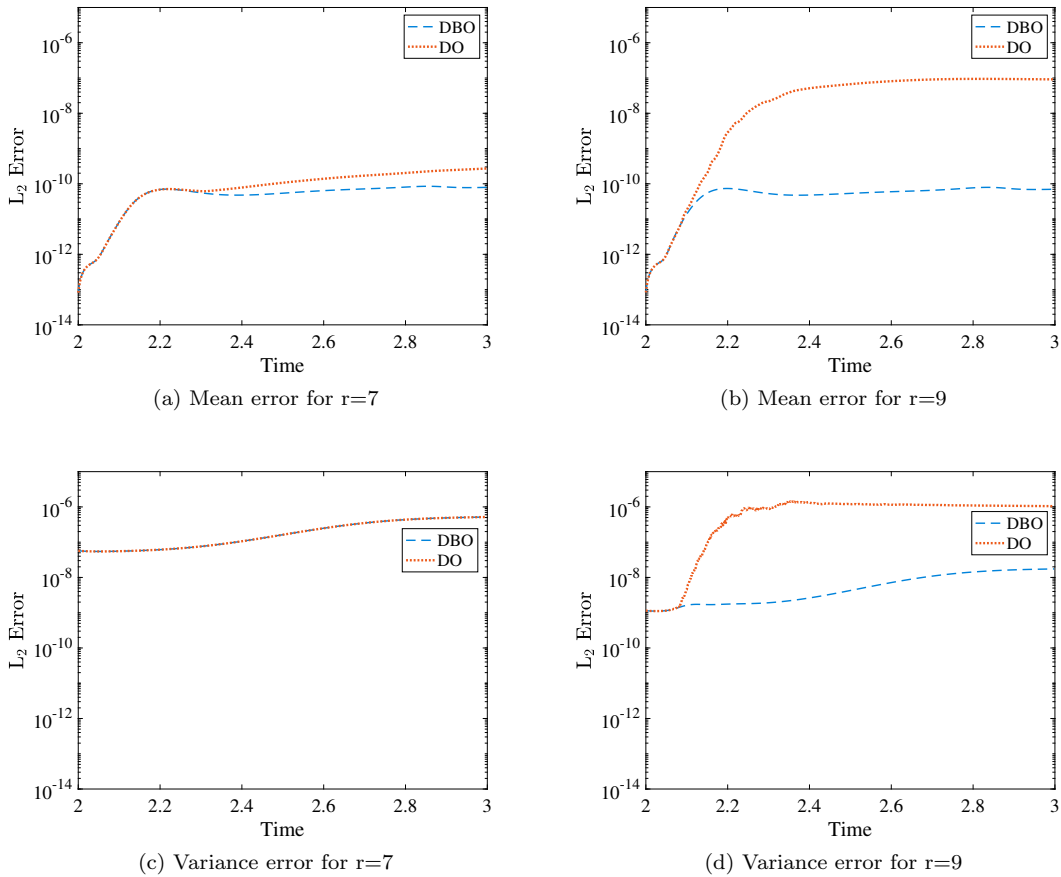 DBO
DO
10^-6
10^-8
10^-10
10^-12
10^-14
L₂ Error
2 2.2 2.4 2.6 2.8 3
Time
(a) Mean error for r=7
DBO
DO
10^-6
10^-8
10^-10
10^-12
10^-14
L₂ Error
2 2.2 2.4 2.6 2.8 3
Time
(b) Mean error for r=9
10^-6
DBO
DO
10^-8
10^-10
10^-12
10^-14
L₂ Error
2 2.2 2.4 2.6 2.8 3
Time
(c) Variance error for r=7
10^-6
DBO
DO
10^-8
10^-10
10^-12
10^-14
L₂ Error
2 2.2 2.4 2.6 2.8 3
Time
(d) Variance error for r=9